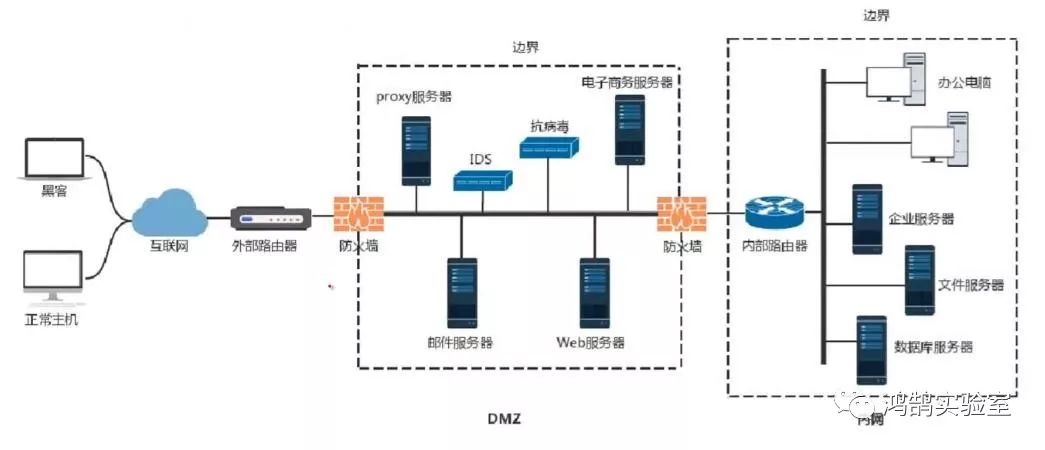 边界
边界
proxy服务器
电子商务服务器
办公电脑
抗病毒
IDS
黑客
企业服务器
互联网
外部路由器
防火墙
防火墙
内部路由器
文件服务器
正常主机
邮件服务器
Web服务器
数据库服务器
DMZ
内网
鸿鹄实验室